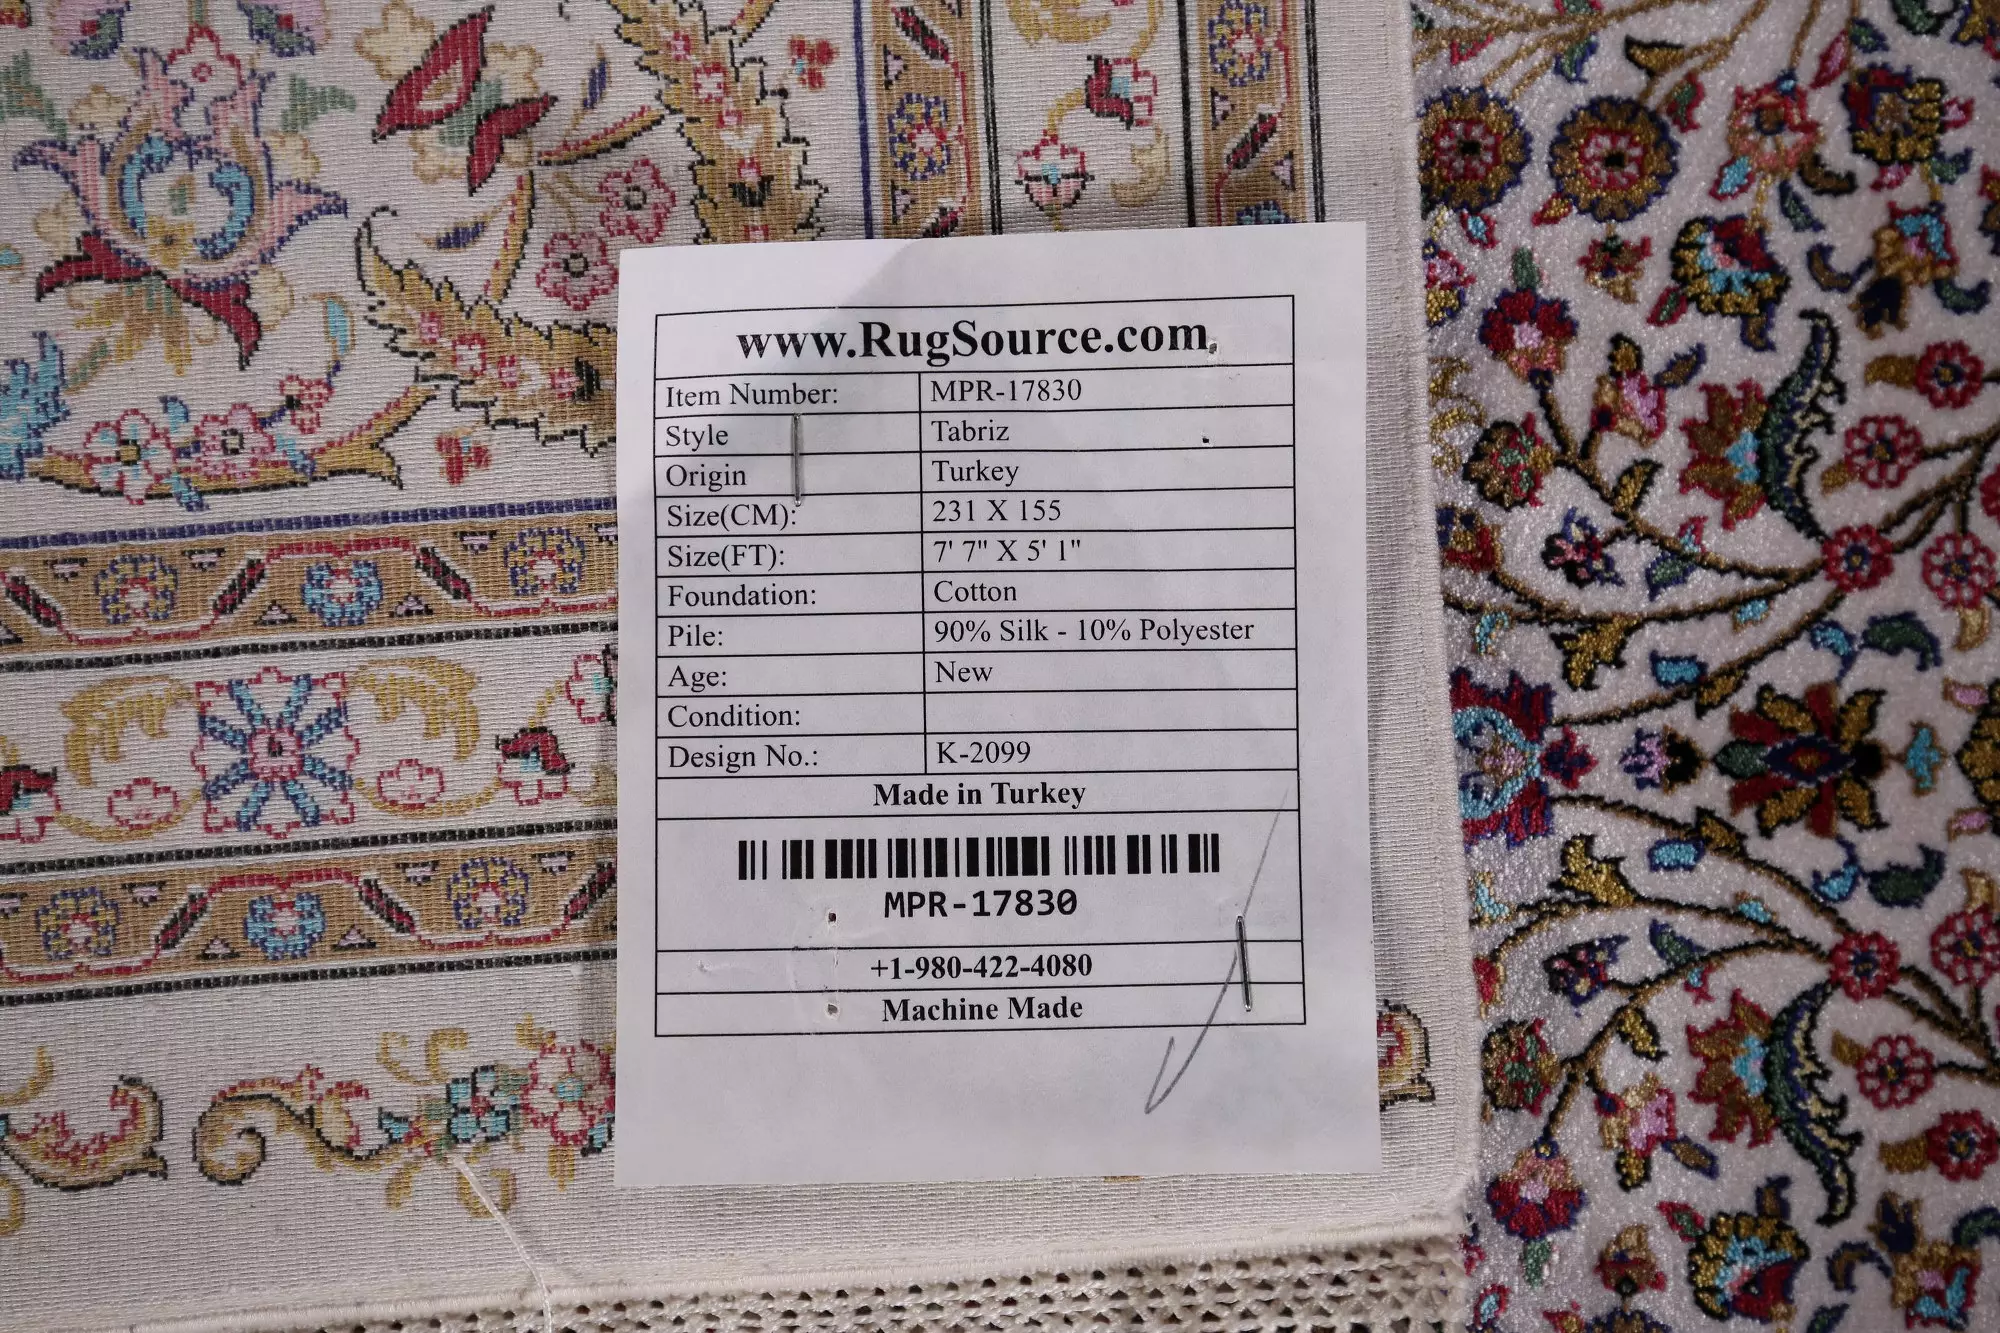 www.RugSource.com
Item Number: MPR-17830
Style Tabriz
Origin Turkey
Size(CM): 231 X 155
Size(FT): 7' 7" X 5' 1"
Foundation: Cotton
Pile: 90% Silk - 10% Polyester
Age: New
Condition:
Design No.: K-2099
Made in Turkey
MPR-17830
+1-980-422-4080
Machine Made